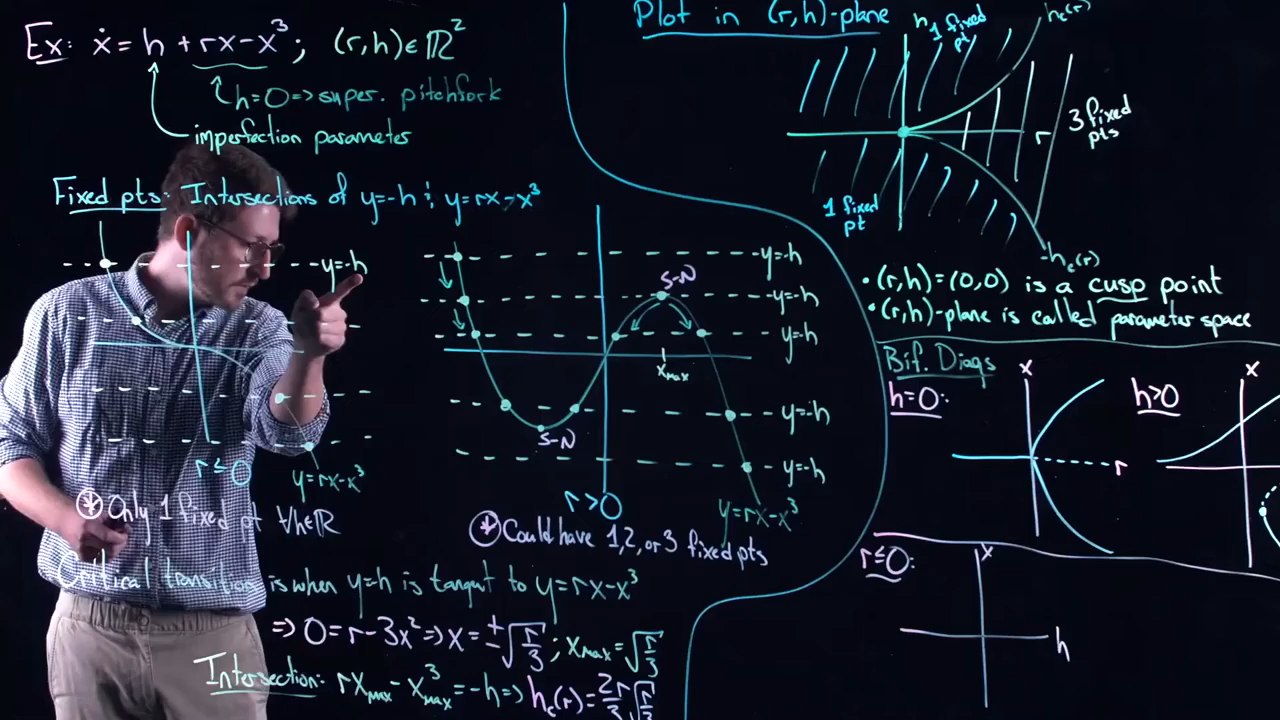 Ex: ẋ = h + rx - x³; (r,h)∈ℝ²
h=0 => super. pitchfork
imperfection parameter
Fixed pts: Intersections of y=-h & y=rx-x³
y=-h
r≤0
y=rx-x³
⊛ Only 1 fixed pt ∀h∈ℝ
y=-h
S-N
y=-h
y=-h
x_max
y=-h
S-N
y=-h
r>0
y=rx-x³
⊛ Could have 1,2, or 3 fixed pts
Critical transition is when y=h is tangent to y=rx-x³
=> 0=r-3x² => x=±√(r/3); x_max=√(r/3)
Intersection: rx_max - x³_max = -h => h_c(r) = 2r/3 √(r/3)
Plot in (r,h)-plane
h
h_c(r)
1 fixed
pt
r
3 fixed
pts
1 fixed
pt
-h_c(r)
• (r,h)=(0,0) is a cusp point
• (r,h)-plane is called parameter space
Bif. Diags
h=0:
x
r
h>0
x
r≤0:
x
h